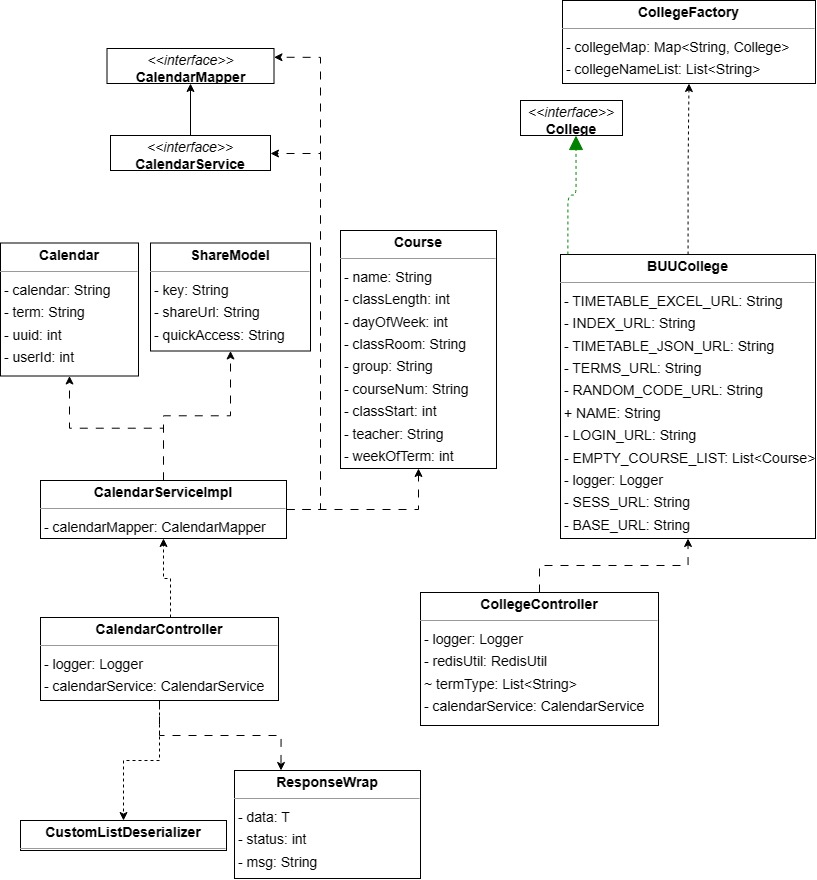 CollegeFactory
- collegeMap: Map<String, College>
- collegeNameList: List<String>
<<interface>>
CalendarMapper
<<interface>>
College
<<interface>>
CalendarService
Calendar
- calendar: String
- term: String
- uuid: int
- userId: int
ShareModel
- key: String
- shareUrl: String
- quickAccess: String
Course
- name: String
- classLength: int
- dayOfWeek: int
- classRoom: String
- group: String
- courseNum: String
- classStart: int
- teacher: String
- weekOfTerm: int
BUUCollege
- TIMETABLE_EXCEL_URL: String
- INDEX_URL: String
- TIMETABLE_JSON_URL: String
- TERMS_URL: String
- RANDOM_CODE_URL: String
+ NAME: String
- LOGIN_URL: String
- EMPTY_COURSE_LIST: List<Course>
- logger: Logger
- SESS_URL: String
- BASE_URL: String
CalendarServiceImpl
- calendarMapper: CalendarMapper
CalendarController
- logger: Logger
- calendarService: CalendarService
CollegeController
- logger: Logger
- redisUtil: RedisUtil
~ termType: List<String>
- calendarService: CalendarService
CustomListDeserializer
ResponseWrap
- data: T
- status: int
- msg: String